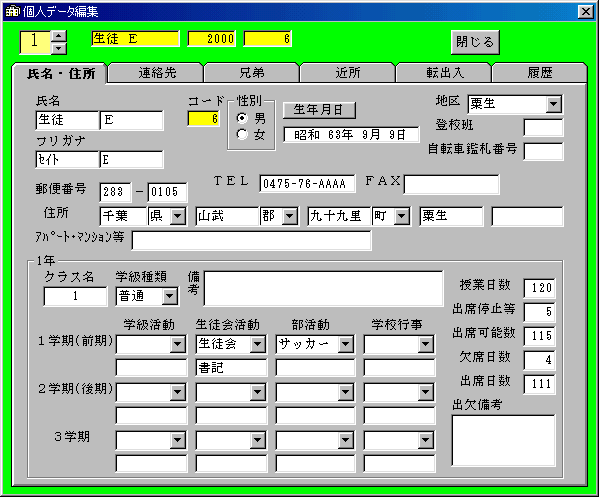 個人データ編集
1 生徒 E 2000 6 閉じる
氏名・住所 連絡先 兄弟 近所 転出入 履歴
氏名 コード 性別 生年月日 地区 粟生
生徒 E 6 男 女 昭和 63年 9月 9日 登校班
フリガナ 自転車鑑札番号
ｾｲﾄ E
郵便番号 283 - 0105 ＴＥＬ 0475-76-AAAA ＦＡＸ
住所 千葉 県 山武 郡 九十九里 町 粟生
ｱﾊﾟｰﾄ・ﾏﾝｼｮﾝ等
1年
クラス名 学級種類 備考 授業日数 120
1 普通 出席停止等 5
学級活動 生徒会活動 部活動 学校行事 出席可能数 115
１学期(前期) 生徒会 サッカー 欠席日数 4
書記 出席日数 111
２学期(後期) 出欠備考
３学期